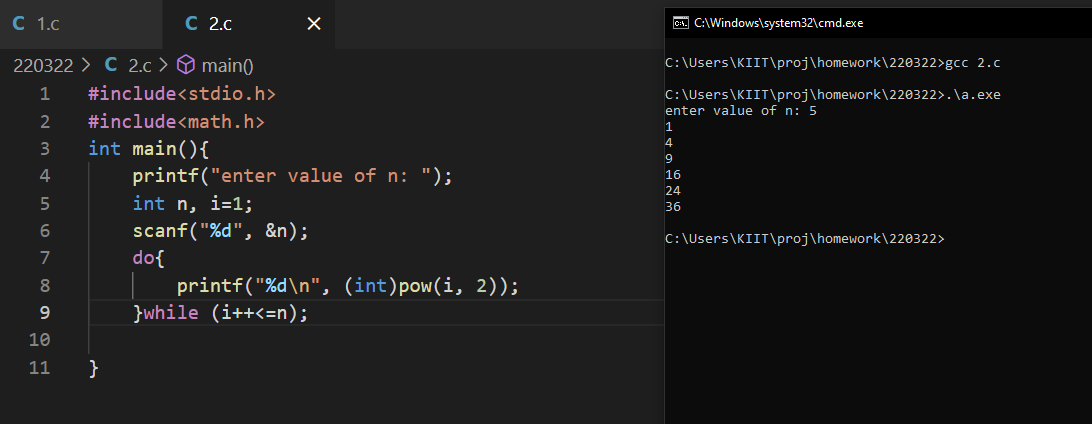 C 1.c
C 2.c ×
220322 > C 2.c > main()
1 #include<stdio.h>
2 #include<math.h>
3 int main(){
4 printf("enter value of n: ");
5 int n, i=1;
6 scanf("%d", &n);
7 do{
8 printf("%d\n", (int)pow(i, 2));
9 }while (i++<=n);
10
11 }
C:\Windows\system32\cmd.exe
C:\Users\KIIT\proj\homework\220322>gcc 2.c
C:\Users\KIIT\proj\homework\220322>.\a.exe
enter value of n: 5
1
4
9
16
24
36
C:\Users\KIIT\proj\homework\220322>